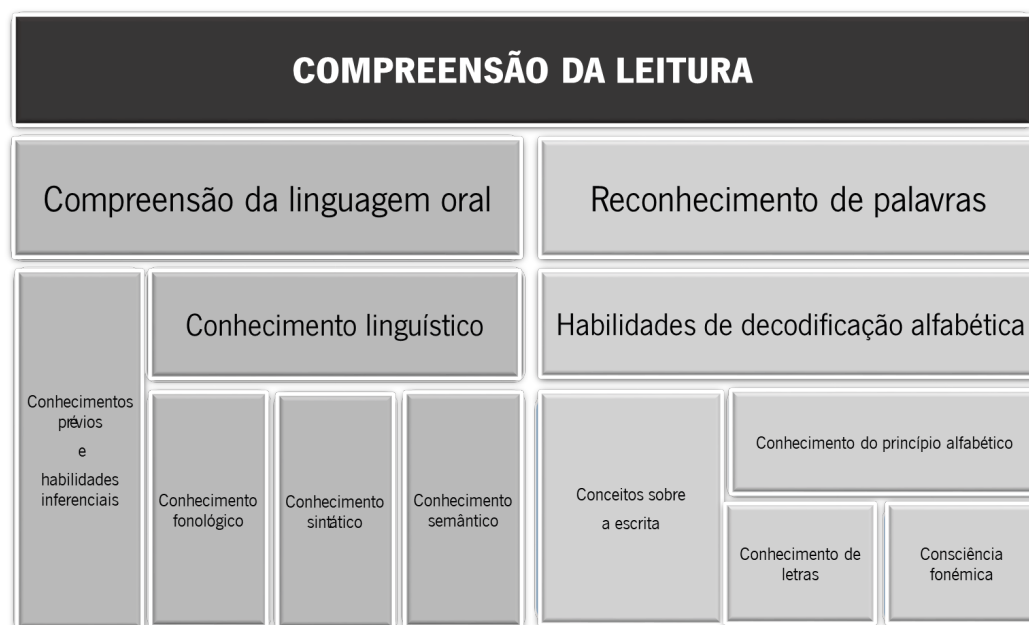 COMPREENSÃO DA LEITURA
Compreensão da linguagem oral
Reconhecimento de palavras
Conhecimento linguístico
Habilidades de decodificação alfabética
Conhecimentos
prévios
e
habilidades
inferenciais
Conhecimento
fonológico
Conhecimento
sintático
Conhecimento
semântico
Conceitos sobre
a escrita
Conhecimento do princípio alfabético
Conhecimento de
letras
Consciência
fonémica